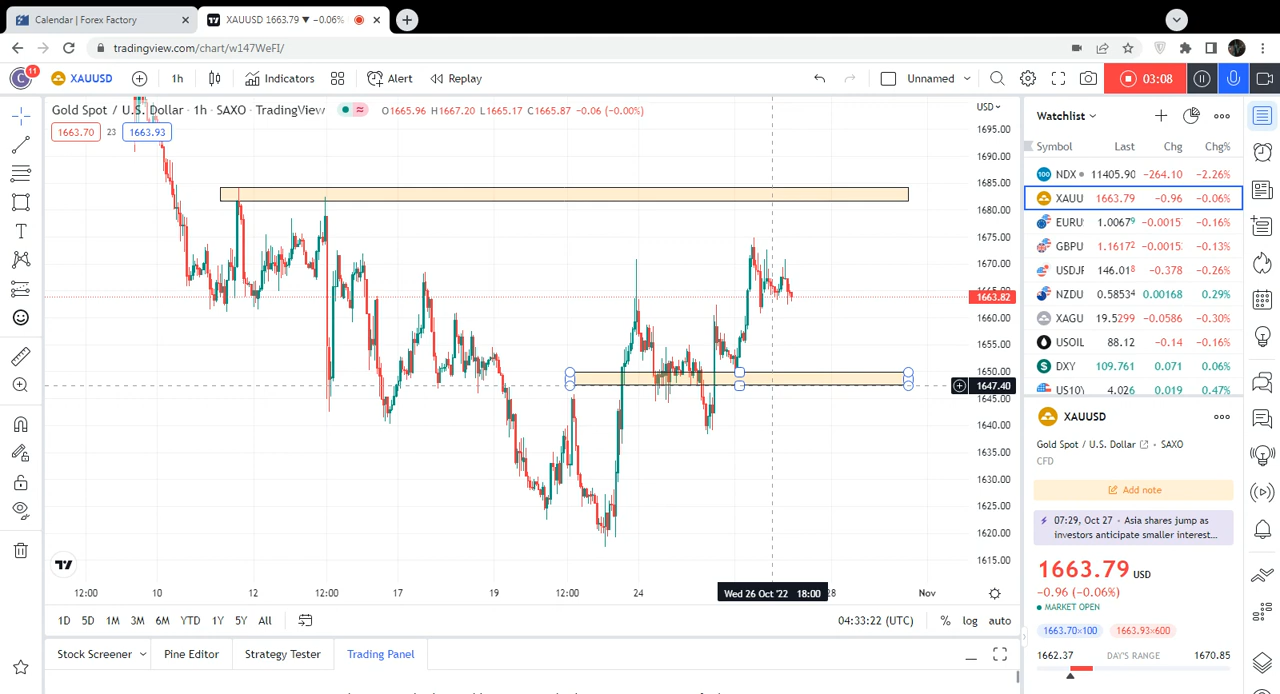 Calendar | Forex Factory
XAUUSD 1663.79 ▼ −0.06%
tradingview.com/chart/w147WeFI/
C 11 XAUUSD 1h Indicators Alert Replay Unnamed 03:08
Gold Spot / U.S. Dollar · 1h · SAXO · TradingView O1665.96 H1667.20 L1665.17 C1665.87 −0.06 (−0.00%)
1663.70 23 1663.93
USD
1695.00
1690.00
1685.00
1680.00
1675.00
1670.00
1663.82
1660.00
1655.00
1650.00
1647.40
1645.00
1640.00
1635.00
1630.00
1625.00
1620.00
1615.00
12:00 10 12 12:00 17 19 12:00 24 Wed 26 Oct '22 18:00 28 Nov
1D 5D 1M 3M 6M YTD 1Y 5Y All 04:33:22 (UTC) % log auto
Stock Screener Pine Editor Strategy Tester Trading Panel
Watchlist
Symbol Last Chg Chg%
NDX 11405.90 −264.10 −2.26%
XAUU 1663.79 −0.96 −0.06%
EURU 1.00679 −0.0015 −0.16%
GBPU 1.16172 −0.0015 −0.13%
USDJF 146.018 −0.378 −0.26%
NZDU 0.58534 0.00168 0.29%
XAGU 19.5299 −0.0586 −0.30%
USOIL 88.12 −0.14 −0.16%
DXY 109.761 0.071 0.06%
US10Y 4.026 0.019 0.47%
XAUUSD
Gold Spot / U.S. Dollar · SAXO
CFD
Add note
07:29, Oct 27 · Asia shares jump as
investors anticipate smaller interest...
1663.79 USD
−0.96 (−0.06%)
MARKET OPEN
1663.70×100 1663.93×600
1662.37 DAY'S RANGE 1670.85